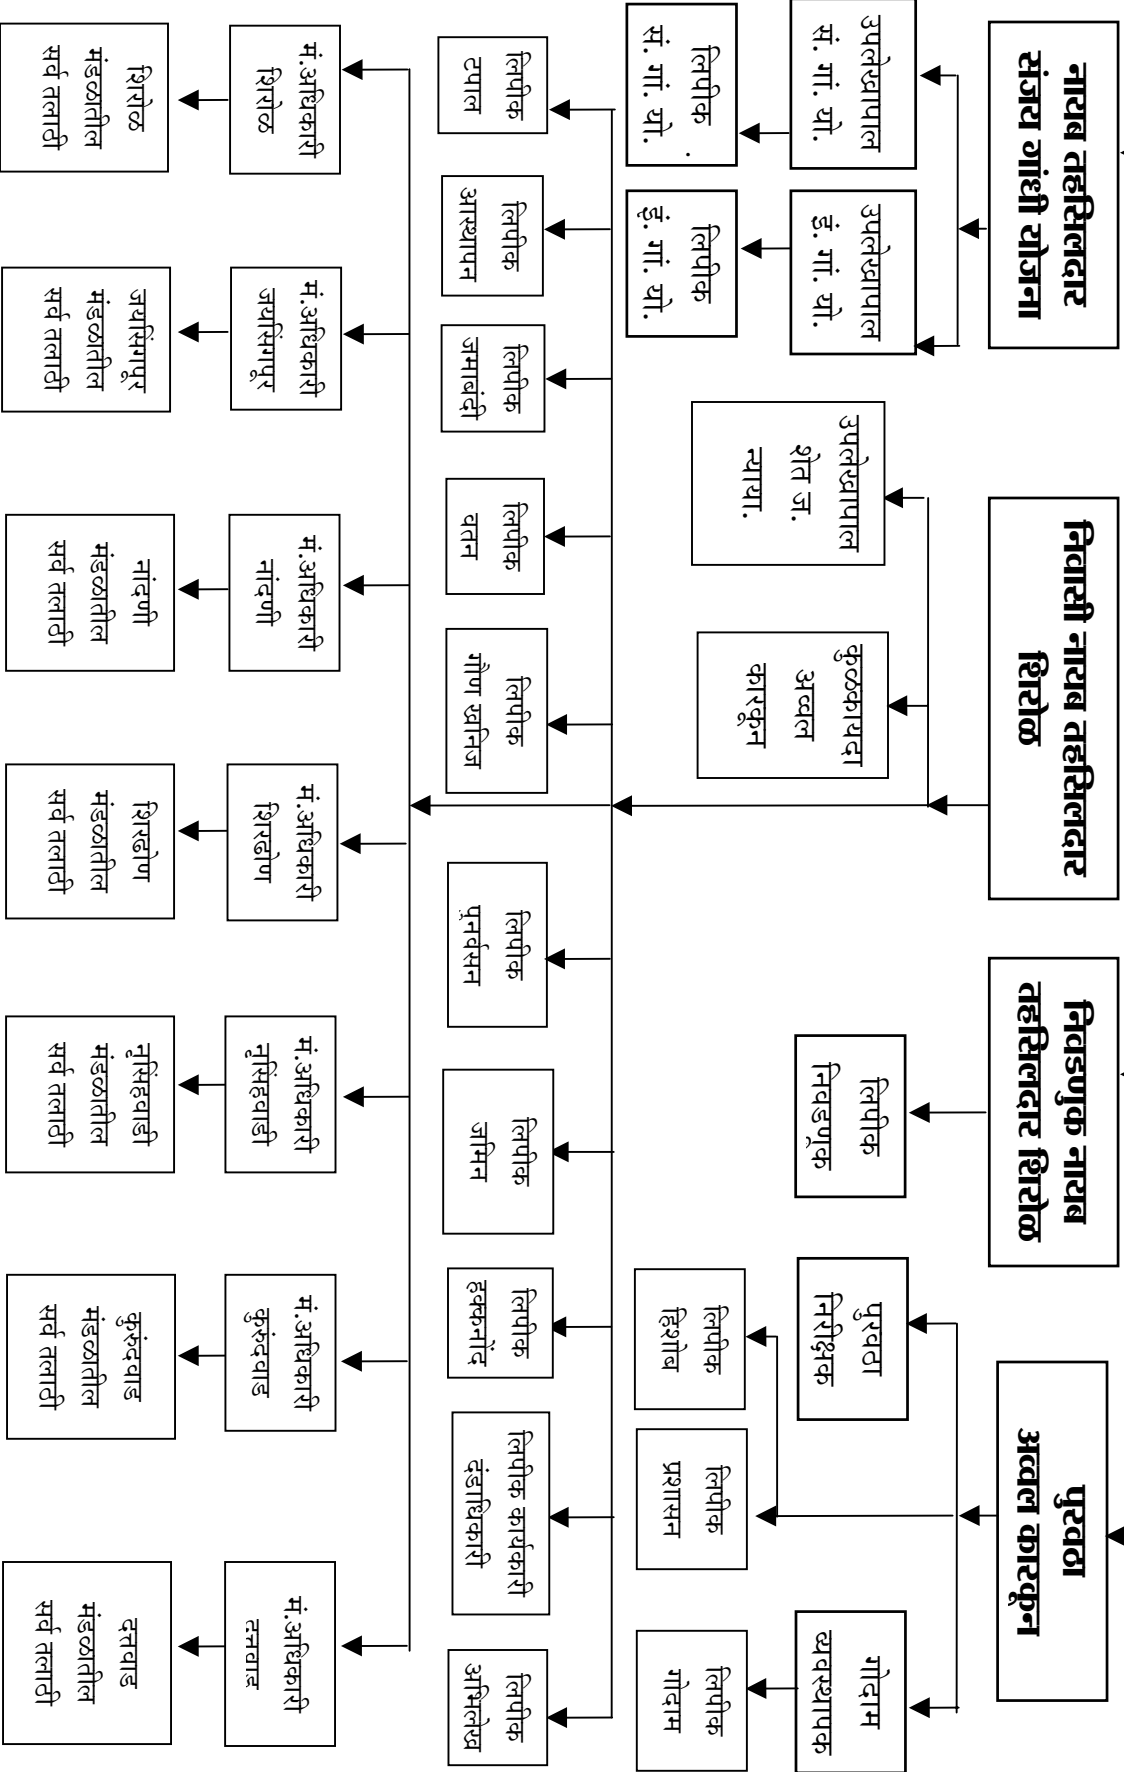 नायब तहसिलदार
संजय गांधी योजना
निवासी नायब तहसिलदार
शिरोळ
निवडणुक नायब
तहसिलदार शिरोळ
पुरवठा
अव्वल कारकून
उपलेखापाल
सं. गां. यो.
उपलेखापाल
इं. गां. यो.
उपलेखापाल
शेत ज.
न्याया.
कुळकायदा
अव्वल
कारकून
लिपीक
निवडणूक
पुरवठा
निरीक्षक
गोदाम
व्यवस्थापक
लिपीक
सं. गां. यो.
लिपीक
इं. गां. यो.
लिपीक
हिशोब
लिपीक
प्रशासन
लिपीक
गोदाम
लिपीक
टपाल
लिपीक
आस्थापन
लिपीक
जमाबंदी
लिपीक
वतन
लिपीक
गौण खनिज
लिपीक
पूनर्वसन
लिपीक
जमिन
लिपीक
हक्कनोंद
लिपीक कार्यकारी
दंडाधिकारी
लिपीक
अभिलेख
मं.अधिकारी
शिरोळ
मं.अधिकारी
जयसिंगपूर
मं.अधिकारी
नांदणी
मं.अधिकारी
शिरढोण
मं.अधिकारी
नृसिंहवाडी
मं.अधिकारी
कुरुंदवाड
मं.अधिकारी
दत्तवाड
शिरोळ
मंडळातील
सर्व तलाठी
जयसिंगपूर
मंडळातील
सर्व तलाठी
नांदणी
मंडळातील
सर्व तलाठी
शिरढोण
मंडळातील
सर्व तलाठी
नृसिंहवाडी
मंडळातील
सर्व तलाठी
कुरुंदवाड
मंडळातील
सर्व तलाठी
दत्तवाड
मंडळातील
सर्व तलाठी